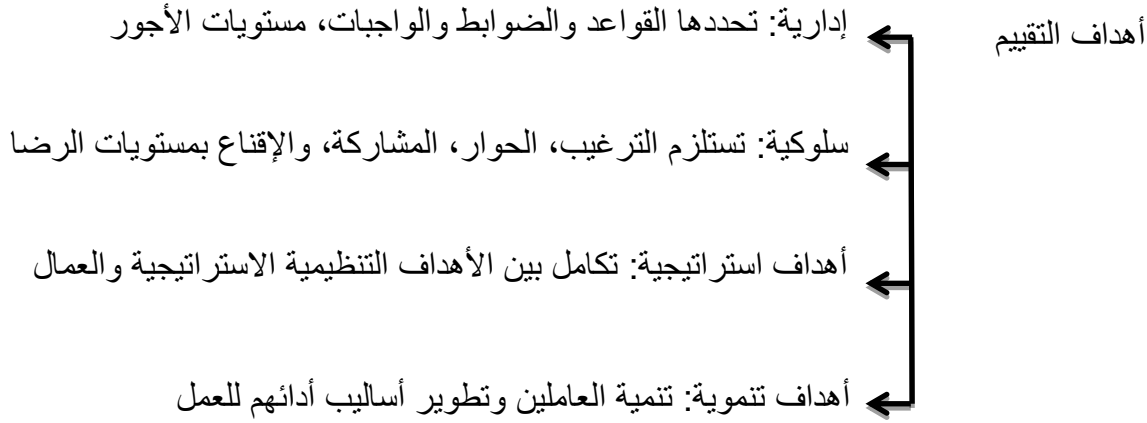 أهداف التقييم
إدارية: تحددها القواعد والضوابط والواجبات، مستويات الأجور
سلوكية: تستلزم الترغيب، الحوار، المشاركة، والإقناع بمستويات الرضا
أهداف استراتيجية: تكامل بين الأهداف التنظيمية الاستراتيجية والعمال
أهداف تنموية: تنمية العاملين وتطوير أساليب أدائهم للعمل